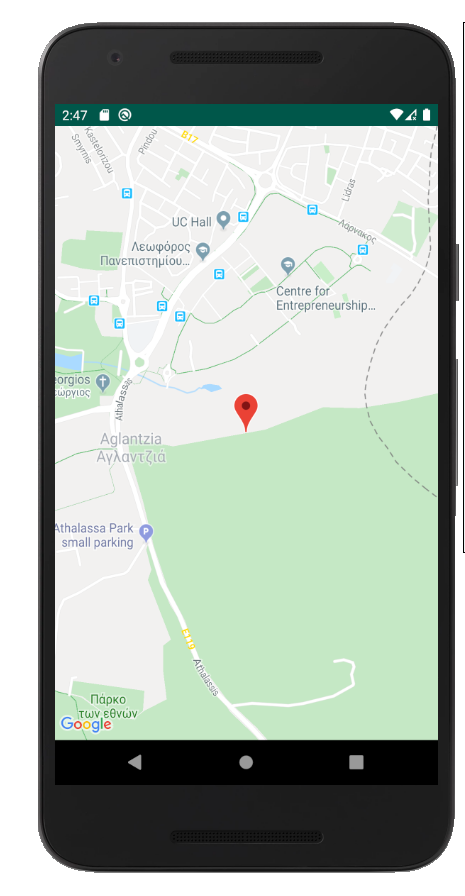 2:47
Kastelorizou
Smyrnis
Pindou
B17
Lidras
Λάρνακος
UC Hall
Λεωφόρος
Πανεπιστημίου...
Centre for
Entrepreneurship...
eorgios
ώργιος
Athalassis
Aglantzia
Αγλαντζιά
Athalassa Park
small parking
P
Athalassis
Πάρκο
των εθνών
Google